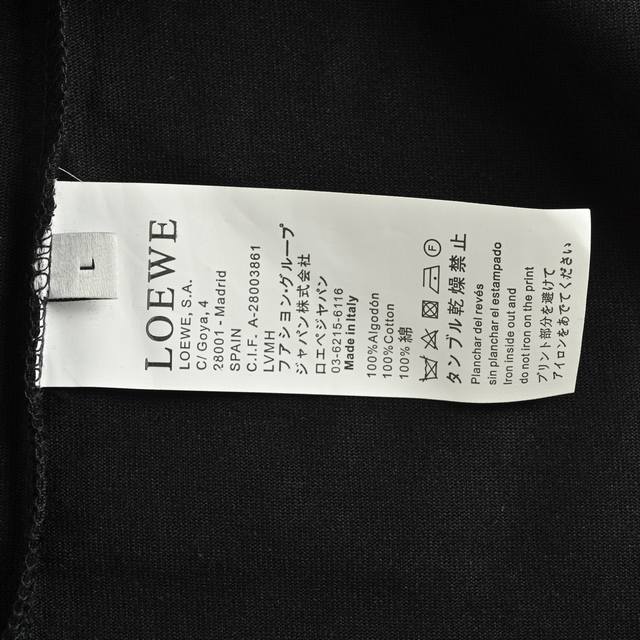 L
LOEWE
LOEWE, S.A.
C/ Goya, 4
28001 - Madrid
SPAIN
C.I.F. A-28003861
LVMH
ファション・グループ
ジャパン株式会社
ロエベジャパン
03-6215-6116
Made in Italy
100%Algodón
100%Cotton
100%綿
F
タンブル乾燥禁止
Planchar del revés
sin planchar el estampado
Iron inside out and
do not iron on the print
プリント部分を避けて
アイロンをあててください